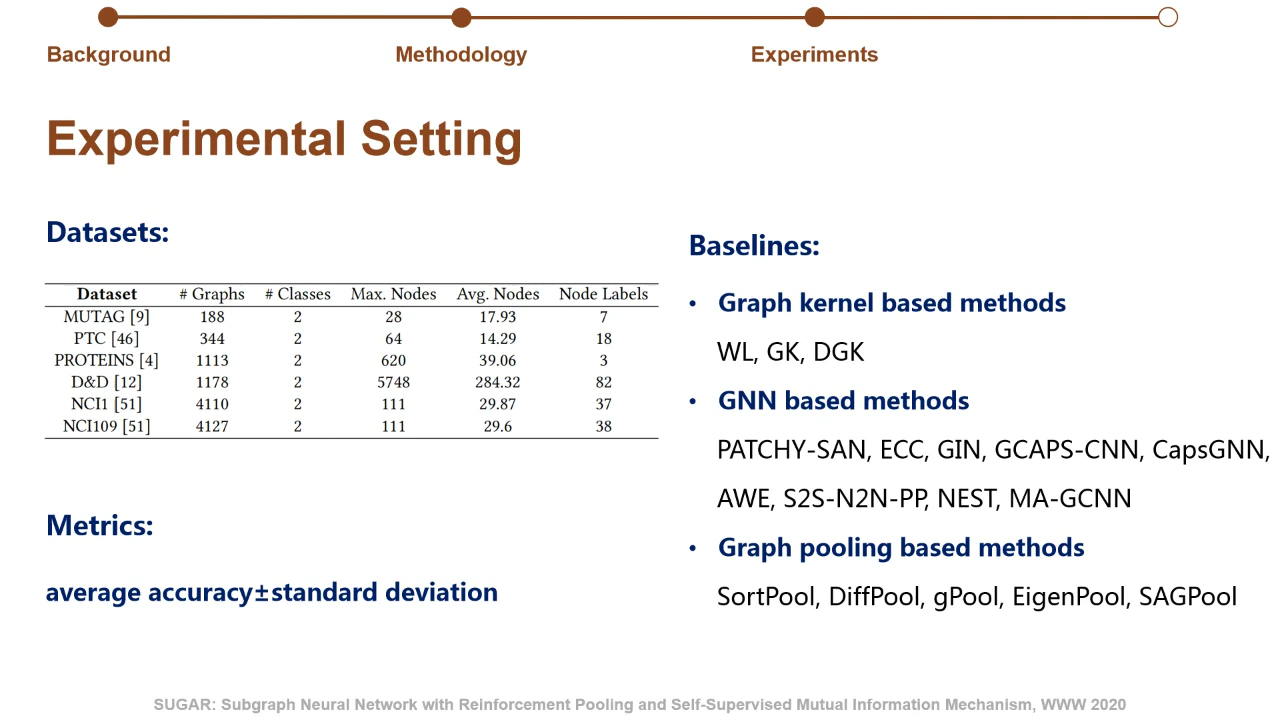 Background
Methodology
Experiments
Experimental Setting
Datasets:
Dataset # Graphs # Classes Max. Nodes Avg. Nodes Node Labels
MUTAG [9] 188 2 28 17.93 7
PTC [46] 344 2 64 14.29 18
PROTEINS [4] 1113 2 620 39.06 3
D&D [12] 1178 2 5748 284.32 82
NCI1 [51] 4110 2 111 29.87 37
NCI109 [51] 4127 2 111 29.6 38
Metrics:
average accuracy±standard deviation
Baselines:
• Graph kernel based methods
WL, GK, DGK
• GNN based methods
PATCHY-SAN, ECC, GIN, GCAPS-CNN, CapsGNN,
AWE, S2S-N2N-PP, NEST, MA-GCNN
• Graph pooling based methods
SortPool, DiffPool, gPool, EigenPool, SAGPool
SUGAR: Subgraph Neural Network with Reinforcement Pooling and Self-Supervised Mutual Information Mechanism, WWW 2020